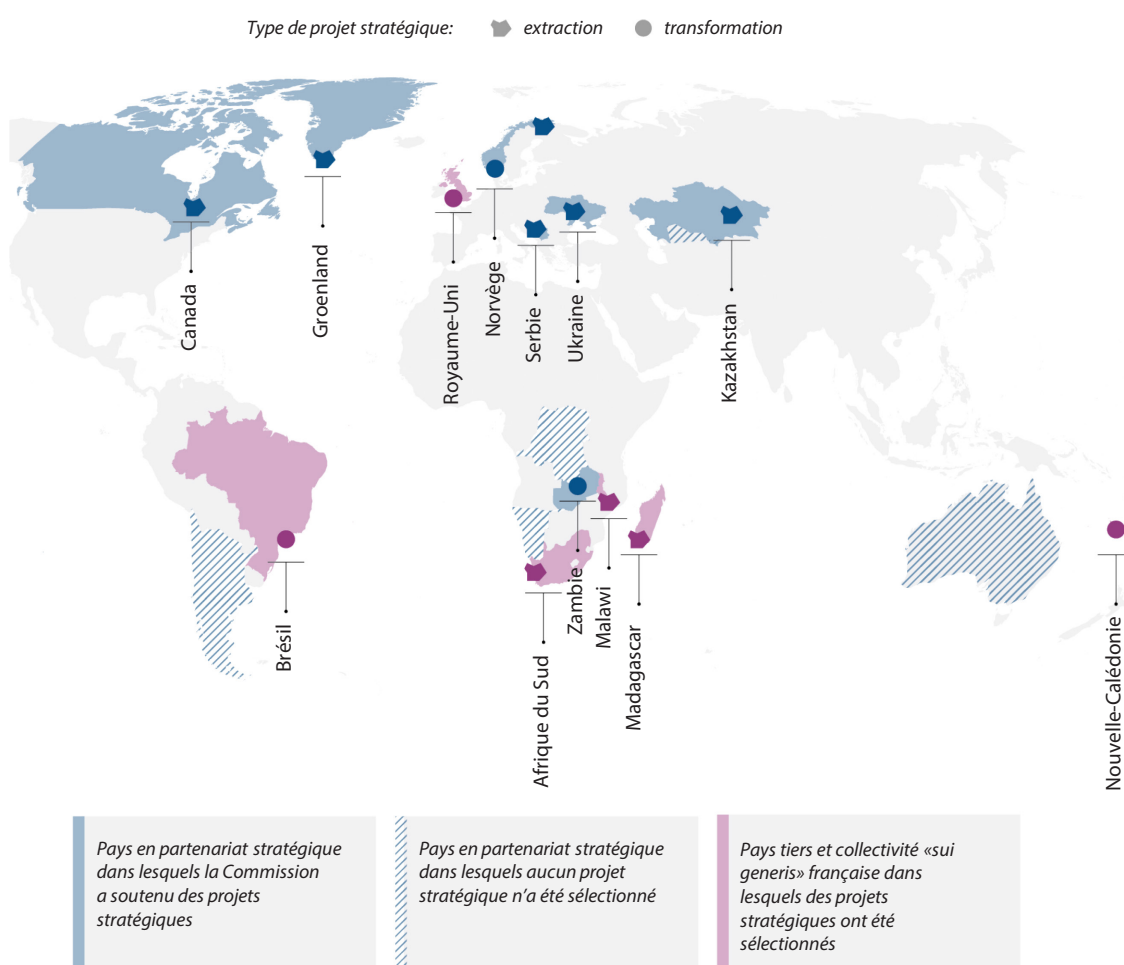 Type de projet stratégique: extraction transformation
Canada
Groenland
Royaume-Uni
Norvège
Serbie
Ukraine
Kazakhstan
Brésil
Afrique du Sud
Zambie
Malawi
Madagascar
Nouvelle-Calédonie
Pays en partenariat stratégique
dans lesquels la Commission
a soutenu des projets
stratégiques
Pays en partenariat stratégique
dans lesquels aucun projet
stratégique n'a été sélectionné
Pays tiers et collectivité «sui
generis» française dans
lesquels des projets
stratégiques ont été
sélectionnés